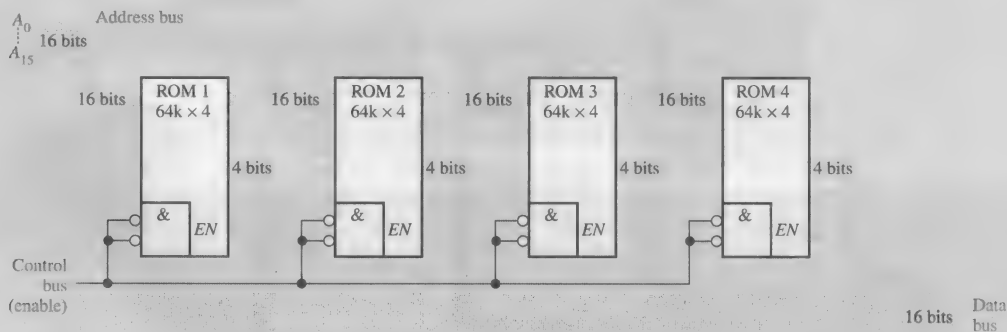 Address bus
A₀
16 bits
A₁₅
16 bits
ROM 1
64k × 4
4 bits
&
EN
16 bits
ROM 2
64k × 4
4 bits
&
EN
16 bits
ROM 3
64k × 4
4 bits
&
EN
16 bits
ROM 4
64k × 4
4 bits
&
EN
Control
bus
(enable)
16 bits
Data
bus